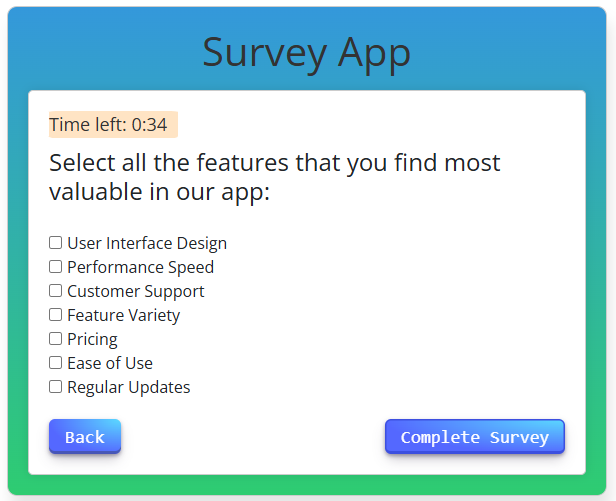 Survey App
Time left: 0:34
Select all the features that you find most
valuable in our app:
User Interface Design
Performance Speed
Customer Support
Feature Variety
Pricing
Ease of Use
Regular Updates
Back
Complete Survey